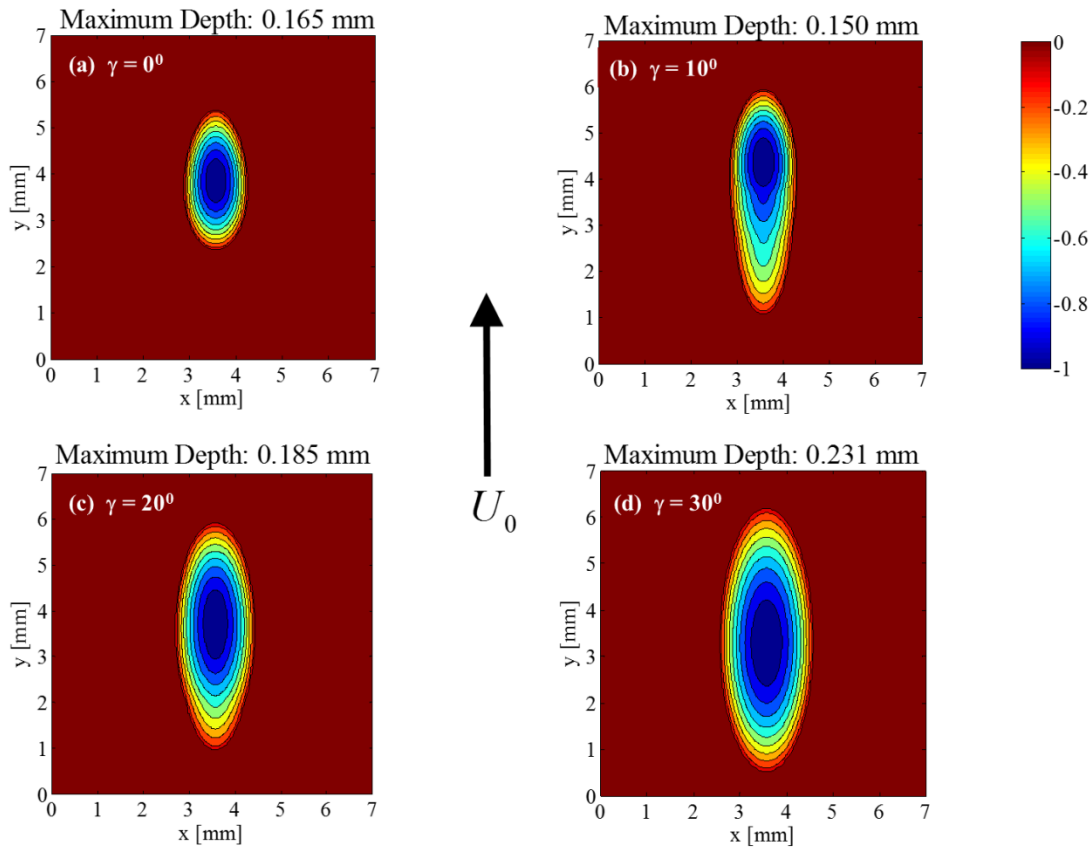 Maximum Depth: 0.165 mm
(a) γ = 0⁰
7
6
5
4
3
2
1
0
y [mm]
0 1 2 3 4 5 6 7
x [mm]
Maximum Depth: 0.150 mm
(b) γ = 10⁰
7
6
5
4
3
2
1
0
y [mm]
0 1 2 3 4 5 6 7
x [mm]
0
-0.2
-0.4
-0.6
-0.8
-1
U₀
Maximum Depth: 0.185 mm
(c) γ = 20⁰
7
6
5
4
3
2
1
0
y [mm]
0 1 2 3 4 5 6 7
x [mm]
Maximum Depth: 0.231 mm
(d) γ = 30⁰
7
6
5
4
3
2
1
0
y [mm]
0 1 2 3 4 5 6 7
x [mm]